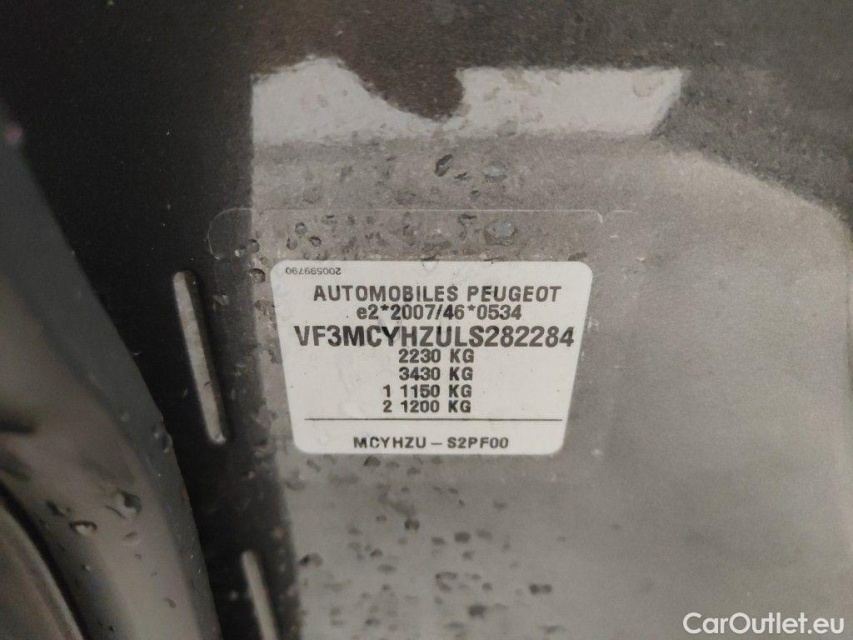 200599790
AUTOMOBILES PEUGEOT
e2*2007/46*0534
VF3MCYHZULS282284
2230 KG
3430 KG
1 1150 KG
2 1200 KG
MCYHZU - S2PF00
CarOutlet.eu